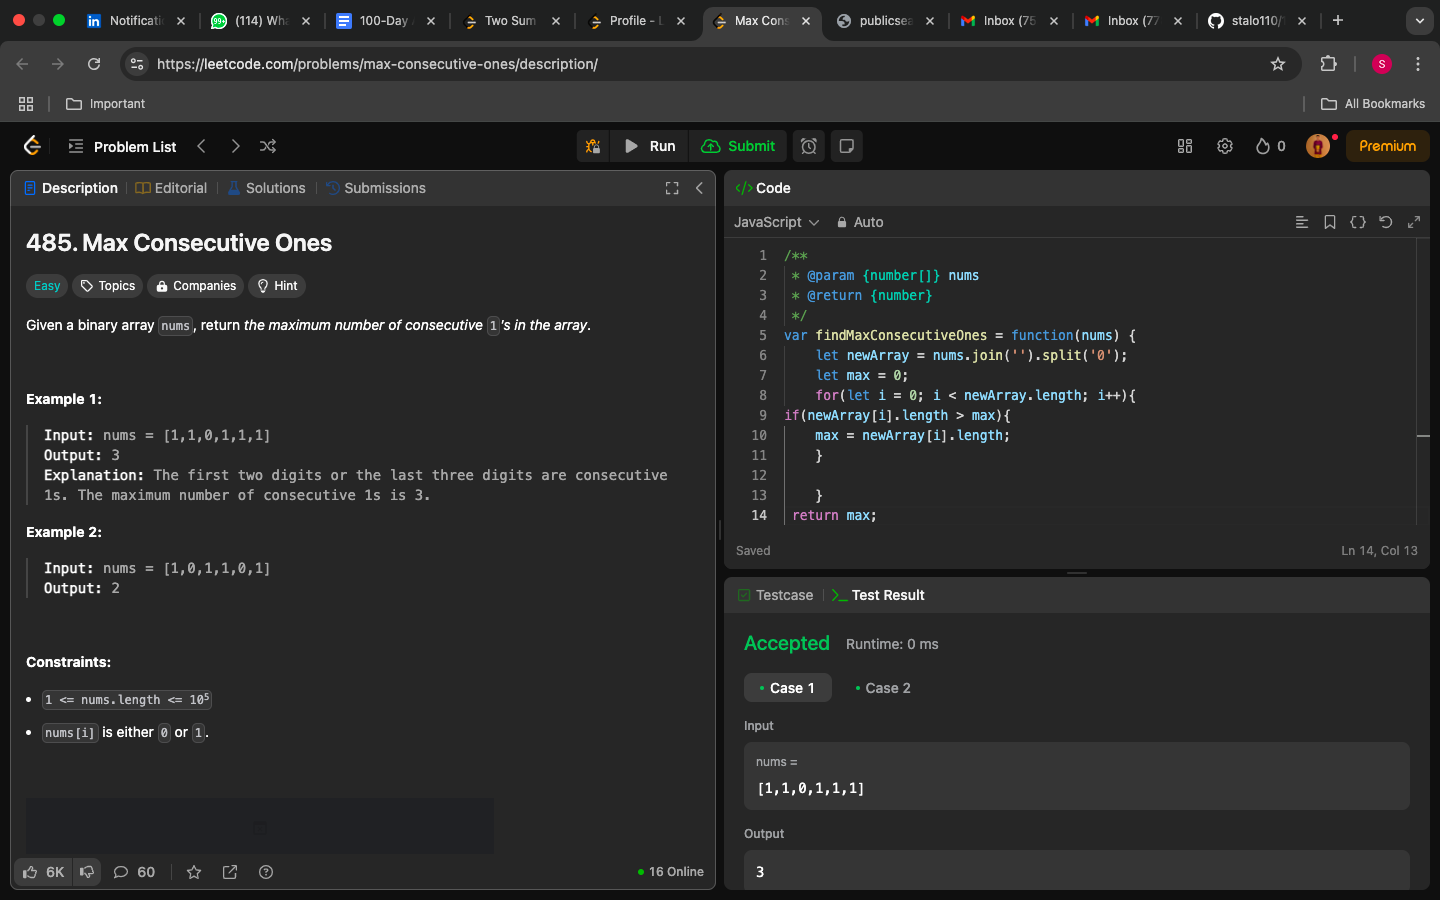 Notificati
(114) Wha
100-Day
Two Sum
Profile - L
Max Cons
publicsea
Inbox (75
Inbox (77
stalo110/
https://leetcode.com/problems/max-consecutive-ones/description/
S
Important
All Bookmarks
Problem List
Run
Submit
0
Premium
Description
Editorial
Solutions
Submissions
485. Max Consecutive Ones
Easy
Topics
Companies
Hint
Given a binary array nums, return the maximum number of consecutive 1's in the array.
Example 1:
Input: nums = [1,1,0,1,1,1]
Output: 3
Explanation: The first two digits or the last three digits are consecutive
1s. The maximum number of consecutive 1s is 3.
Example 2:
Input: nums = [1,0,1,1,0,1]
Output: 2
Constraints:
• 1 <= nums.length <= 10⁵
• nums[i] is either 0 or 1.
6K
60
16 Online
</> Code
JavaScript
Auto
1 /**
2  * @param {number[]} nums
3  * @return {number}
4  */
5 var findMaxConsecutiveOnes = function(nums) {
6     let newArray = nums.join('').split('0');
7     let max = 0;
8     for(let i = 0; i < newArray.length; i++){
9 if(newArray[i].length > max){
10     max = newArray[i].length;
11     }
12
13     }
14  return max;
Saved
Ln 14, Col 13
Testcase
Test Result
Accepted
Runtime: 0 ms
• Case 1
• Case 2
Input
nums =
[1,1,0,1,1,1]
Output
3